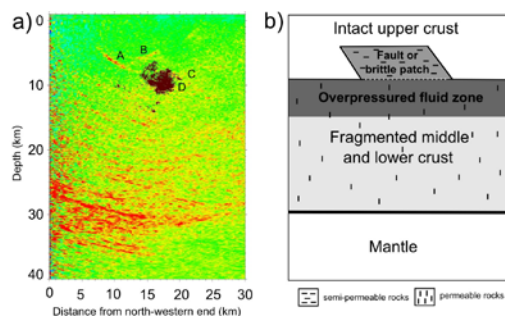 a)
A
B
C
D
0
10
20
30
40
Depth (km)
0
5
10
15
20
25
30
Distance from north-western end (km)
b)
Intact upper crust
Fault or
brittle patch
Overpressured fluid zone
Fragmented middle
and lower crust
Mantle
semi-permeable rocks
permeable rocks